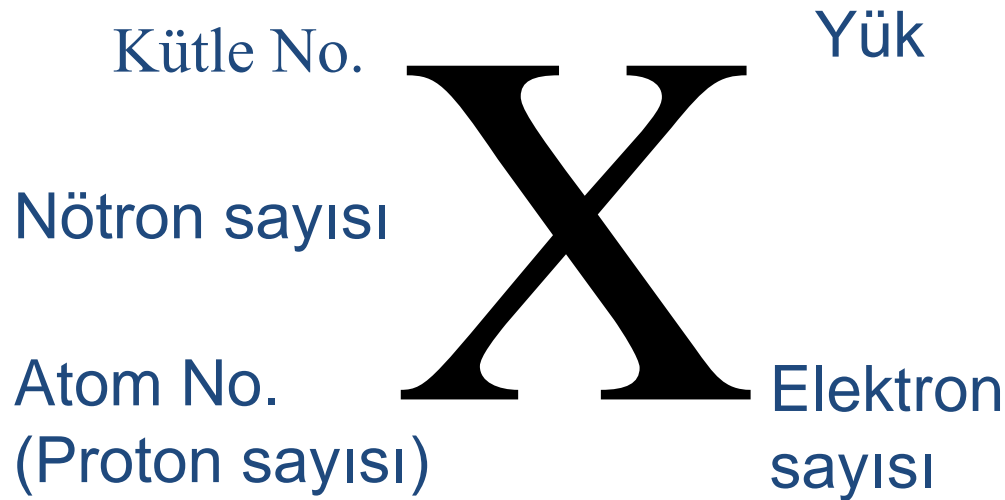 Kütle No.
Yük
X
Nötron sayısı
Atom No.
(Proton sayısı)
Elektron
sayısı